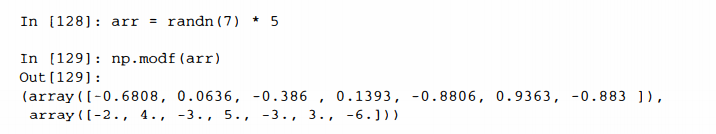 In [128]: arr = randn(7) * 5
In [129]: np.modf(arr)
Out[129]:
(array([-0.6808, 0.0636, -0.386 , 0.1393, -0.8806, 0.9363, -0.883 ]),
array([-2., 4., -3., 5., -3., 3., -6.]))